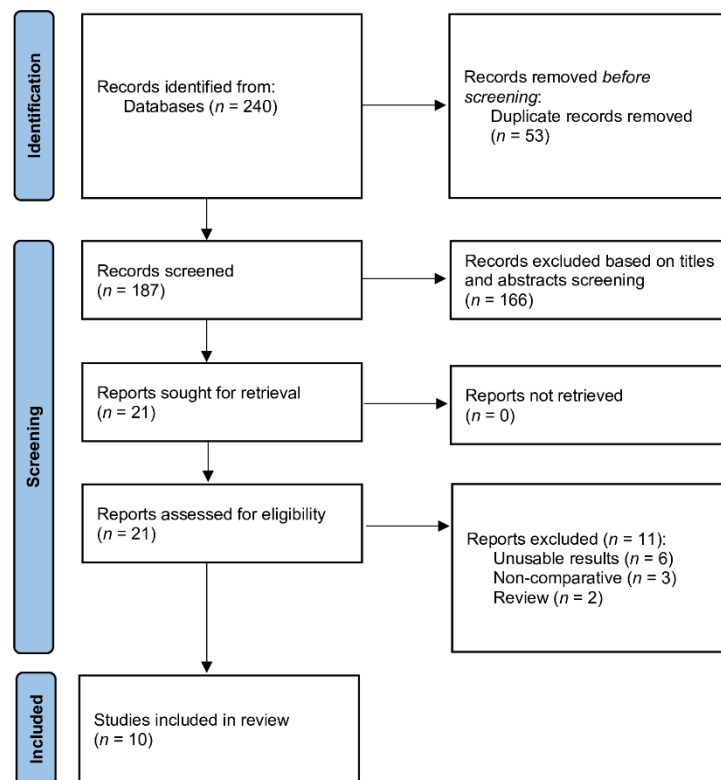 Identification
Records identified from:
Databases (n = 240)
Records removed before
screening:
Duplicate records removed
(n = 53)
Screening
Records screened
(n = 187)
Records excluded based on titles
and abstracts screening
(n = 166)
Reports sought for retrieval
(n = 21)
Reports not retrieved
(n = 0)
Reports assessed for eligibility
(n = 21)
Reports excluded (n = 11):
Unusable results (n = 6)
Non-comparative (n = 3)
Review (n = 2)
Included
Studies included in review
(n = 10)